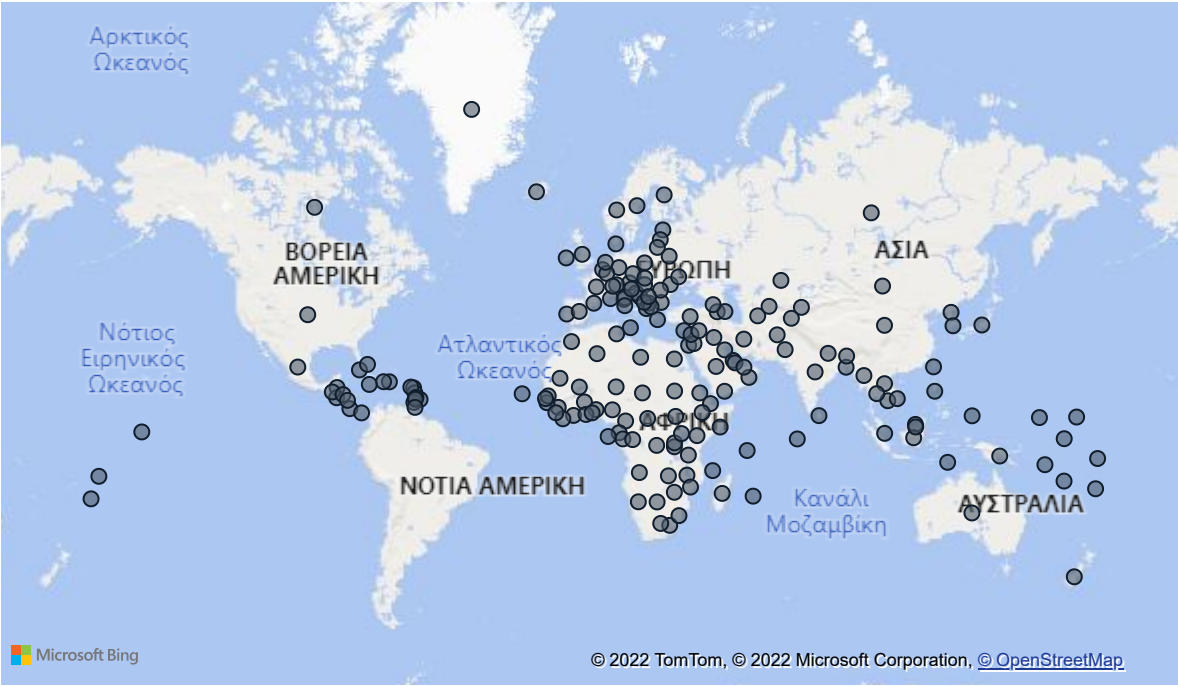 Αρκτικός
Ωκεανός
ΒΟΡΕΙΑ
ΑΜΕΡΙΚΗ
ΑΣΙΑ
Νότιος
Ειρηνικός
Ωκεανός
Ατλαντικός
Ωκεανός
ΑΦΡΙΚΗ
ΝΟΤΙΑ ΑΜΕΡΙΚΗ
Κανάλι
Μοζαμβίκη
ΑΥΣΤΡΑΛΙΑ
Microsoft Bing
© 2022 TomTom, © 2022 Microsoft Corporation, © OpenStreetMap